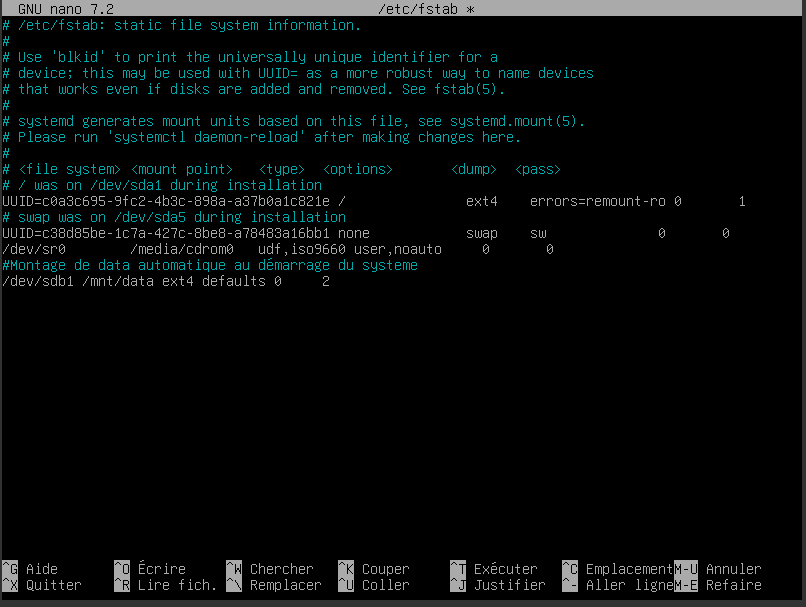 GNU nano 7.2 /etc/fstab *
# /etc/fstab: static file system information.
#
# Use 'blkid' to print the universally unique identifier for a
# device; this may be used with UUID= as a more robust way to name devices
# that works even if disks are added and removed. See fstab(5).
#
# systemd generates mount units based on this file, see systemd.mount(5).
# Please run 'systemctl daemon-reload' after making changes here.
#
# <file system> <mount point> <type> <options> <dump> <pass>
# / was on /dev/sda1 during installation
UUID=c0a3c695-9fc2-4b3c-898a-a37b0a1c821e / ext4 errors=remount-ro 0 1
# swap was on /dev/sda5 during installation
UUID=c38d85be-1c7a-427c-8be8-a78483a16bb1 none swap sw 0 0
/dev/sr0 /media/cdrom0 udf,iso9660 user,noauto 0 0
#Montage de data automatique au démarrage du systeme
/dev/sdb1 /mnt/data ext4 defaults 0 2
^G Aide ^O Écrire ^W Chercher ^K Couper ^T Exécuter ^C Emplacement M-U Annuler
^X Quitter ^R Lire fich. ^\ Remplacer ^U Coller ^J Justifier ^- Aller ligne M-E Refaire